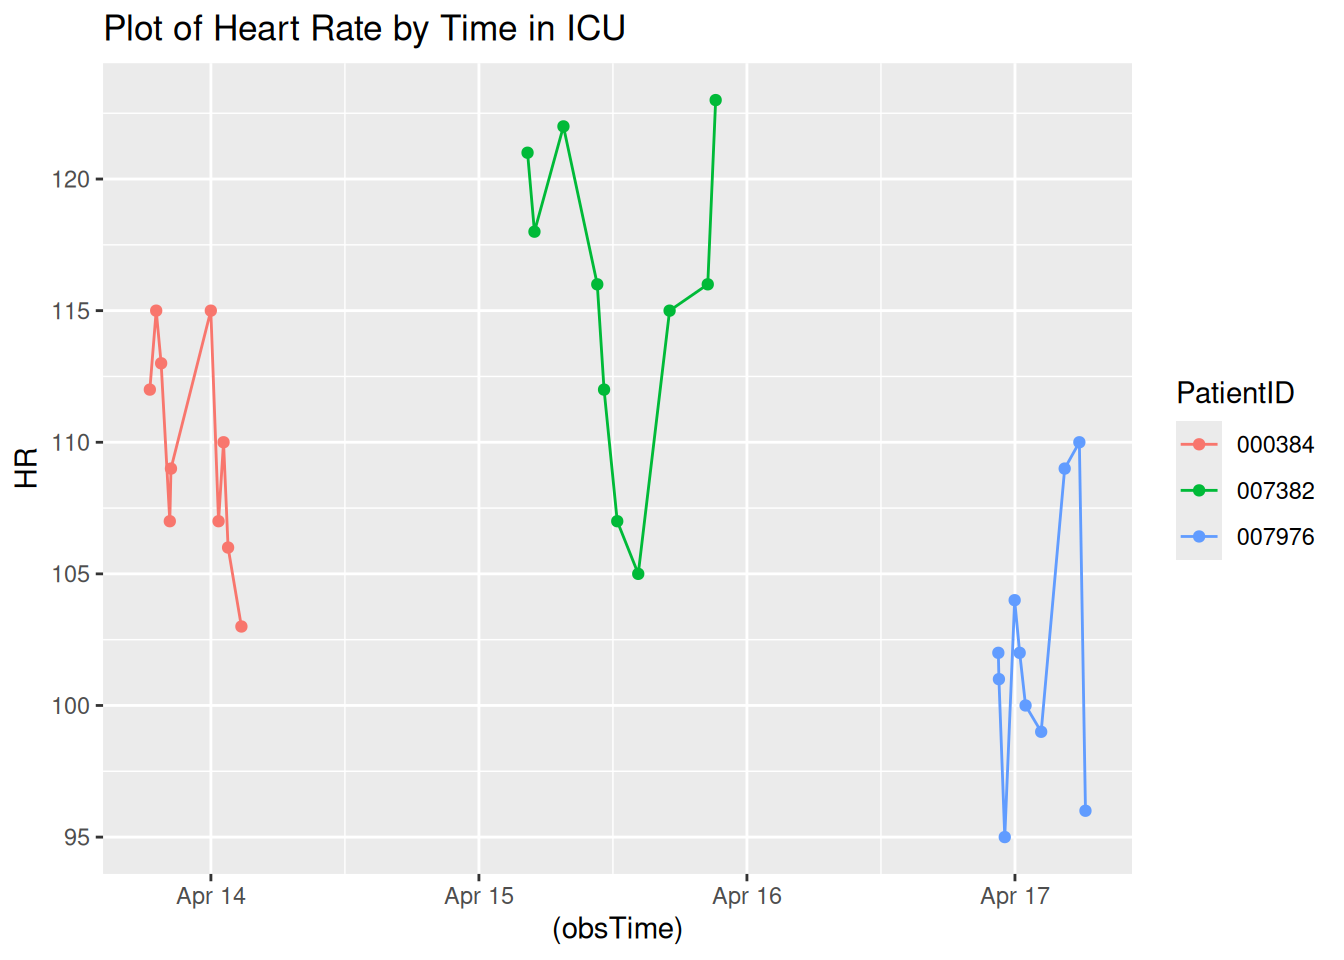 Plot of Heart Rate by Time in ICU
HR
120
115
110
105
100
95
Apr 14 Apr 15 Apr 16 Apr 17
(obsTime)
PatientID
000384
007382
007976